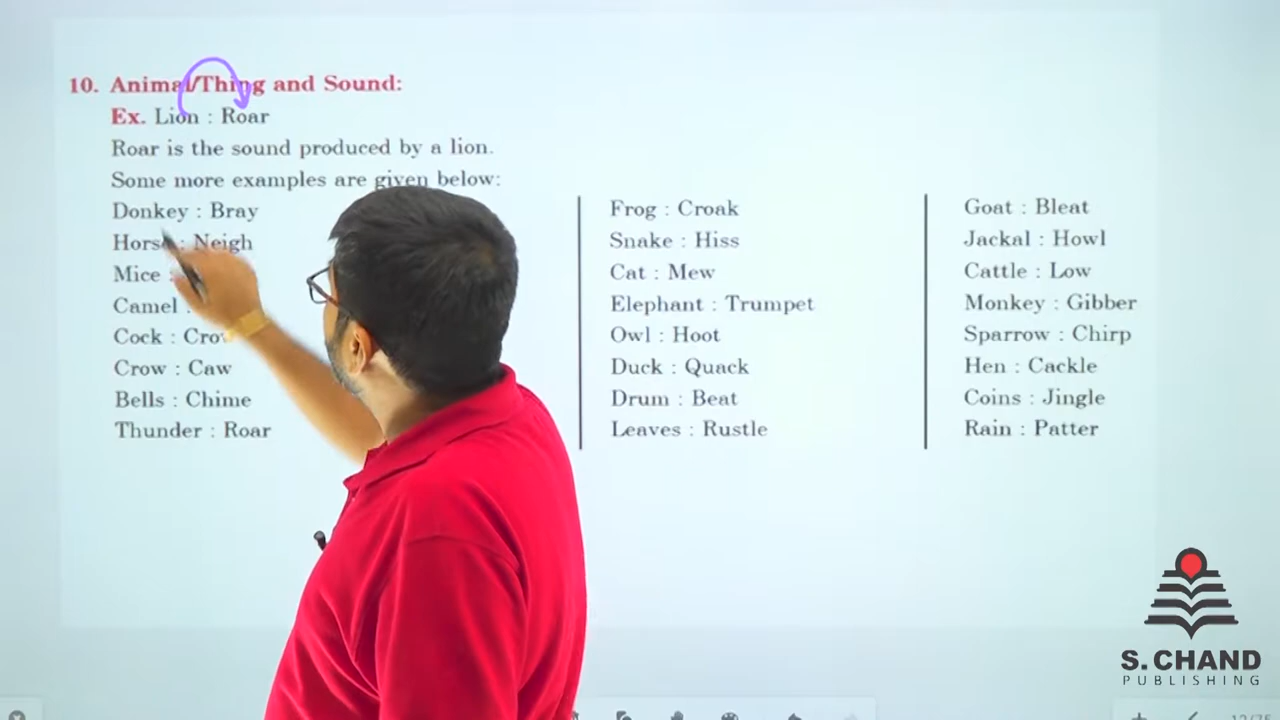 10. Animal/Thing and Sound:
Ex. Lion : Roar
Roar is the sound produced by a lion.
Some more examples are given below:
Donkey : Bray
Horse : Neigh
Mice :
Camel :
Cock :
Crow : Caw
Bells : Chime
Thunder : Roar
Frog : Croak
Snake : Hiss
Cat : Mew
Elephant : Trumpet
Owl : Hoot
Duck : Quack
Drum : Beat
Leaves : Rustle
Goat : Bleat
Jackal : Howl
Cattle : Low
Monkey : Gibber
Sparrow : Chirp
Hen : Cackle
Coins : Jingle
Rain : Patter
S. CHAND
PUBLISHING